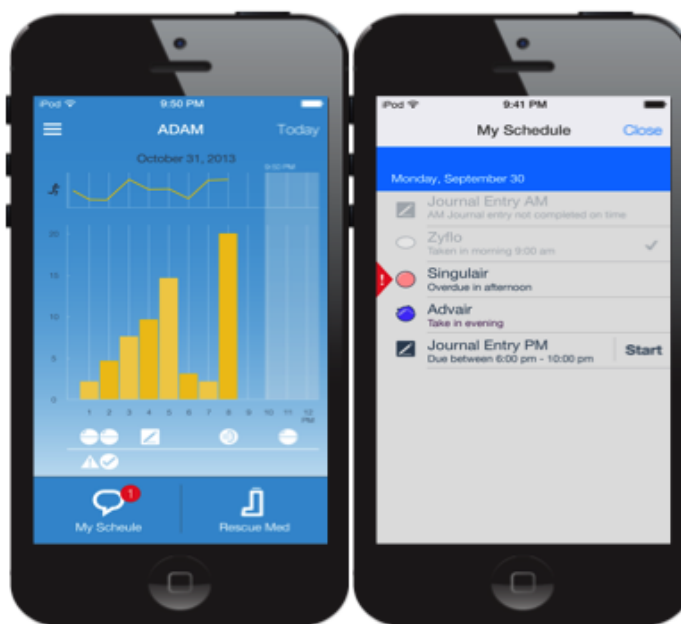 iPod 9:50 PM
ADAM Today
October 31, 2013
9:50 PM
20
15
10
5
0
1 2 3 4 5 6 7 8 9 10 11 12
PM
1
My Scheule Rescue Med
iPod 9:41 PM
My Schedule Close
Monday, September 30
Journal Entry AM
AM Journal entry not completed on time
Zyflo
Taken in morning 9:00 am
! Singulair
Overdue in afternoon
Advair
Take in evening
Journal Entry PM
Due between 6:00 pm - 10:00 pm Start